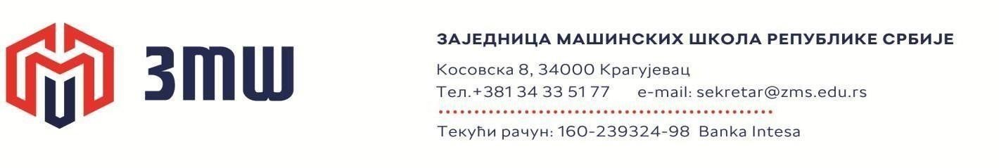 ЗМШ
ЗАЈЕДНИЦА МАШИНСКИХ ШКОЛА РЕПУБЛИКЕ СРБИЈЕ
Косовска 8, 34000 Крагујевац
Тел.+381 34 33 51 77 e-mail: sekretar@zms.edu.rs
Текући рачун: 160-239324-98 Banka Intesa